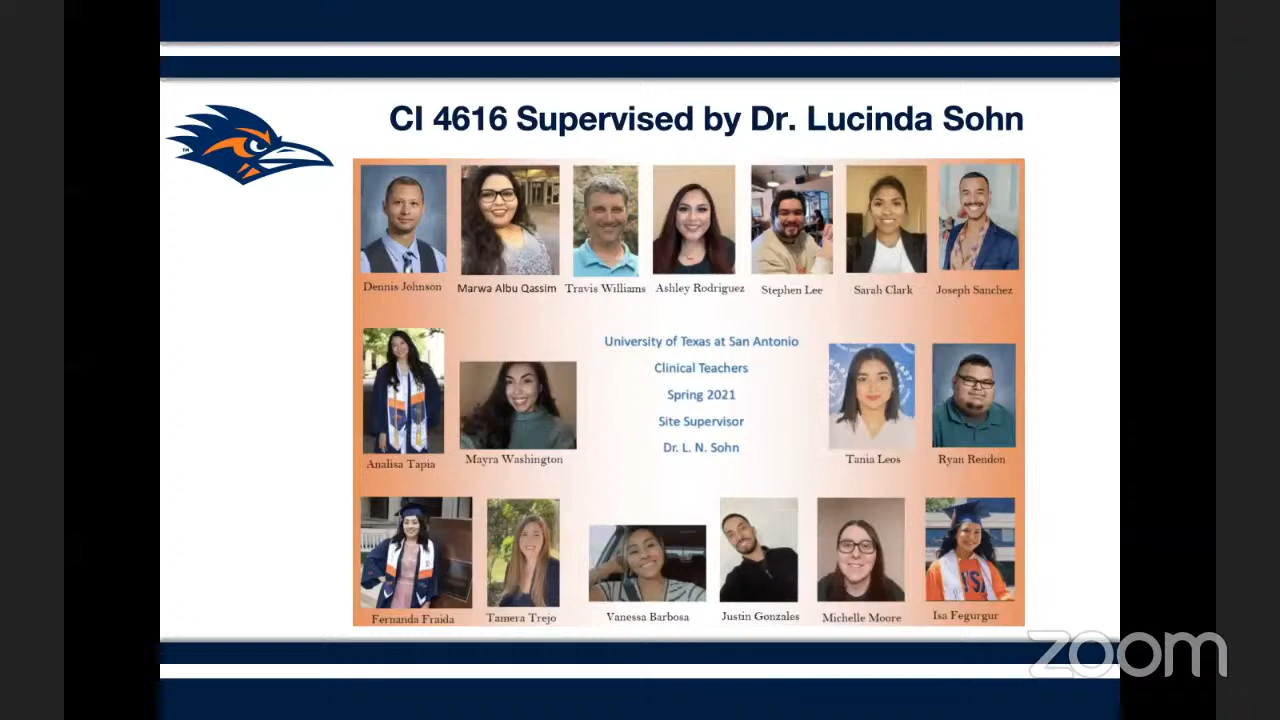 CI 4616 Supervised by Dr. Lucinda Sohn
TM
Dennis Johnson
Marwa Albu Qassim
Travis Williams
Ashley Rodriguez
Stephen Lee
Sarah Clark
Joseph Sanchez
University of Texas at San Antonio
Clinical Teachers
Spring 2021
Site Supervisor
Dr. L. N. Sohn
Analisa Tapia
Mayra Washington
Tania Leos
Ryan Rendon
Fernanda Fraida
Tamera Trejo
Vanessa Barbosa
Justin Gonzales
Michelle Moore
Isa Fegurgur
zoom